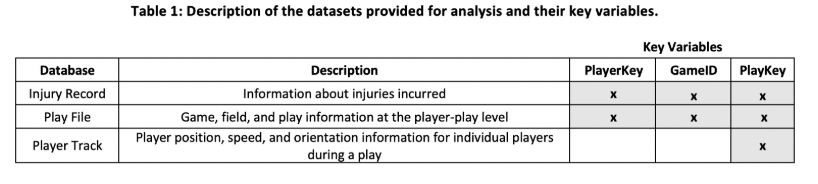 Table 1: Description of the datasets provided for analysis and their key variables.
Key Variables
Database Description PlayerKey GameID PlayKey
Injury Record Information about injuries incurred x x x
Play File Game, field, and play information at the player-play level x x x
Player Track Player position, speed, and orientation information for individual players
during a play x